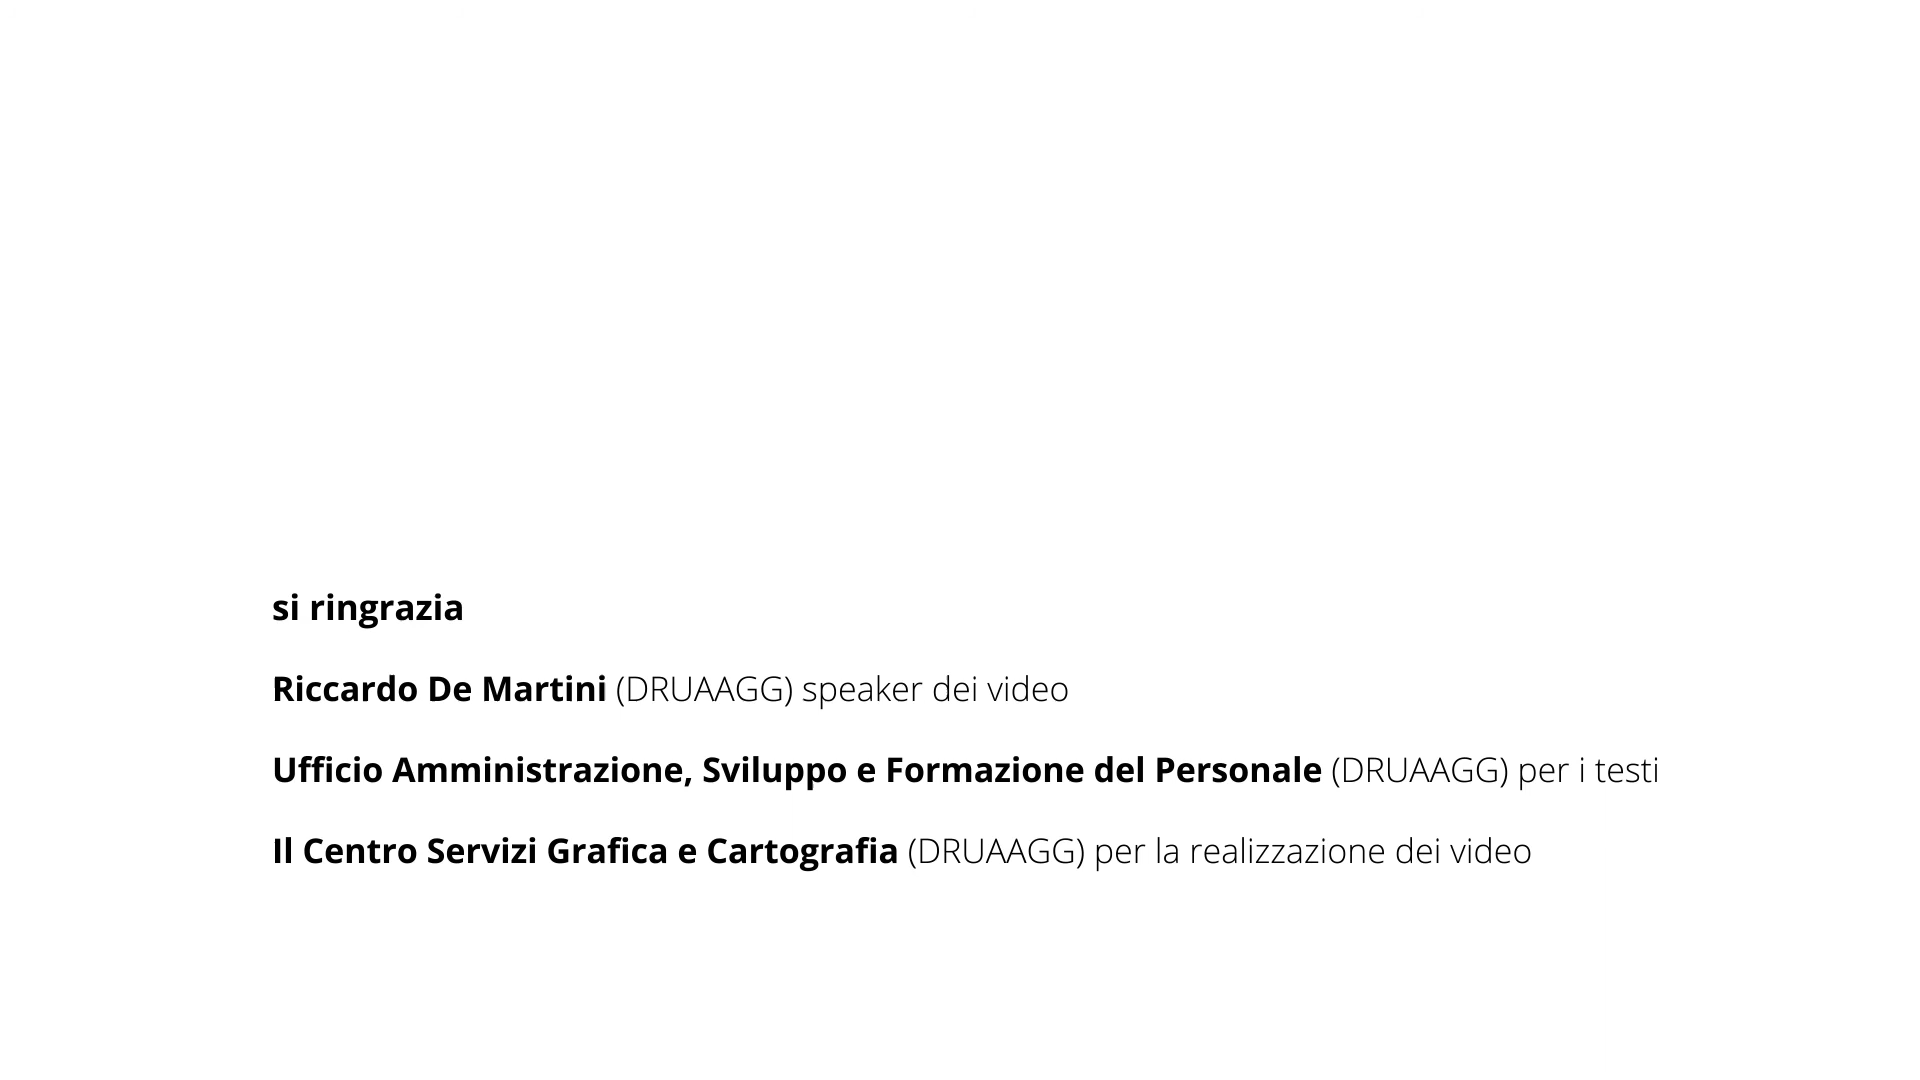 si ringrazia
Riccardo De Martini (DRUAAGG) speaker dei video
Ufficio Amministrazione, Sviluppo e Formazione del Personale (DRUAAGG) per i testi
Il Centro Servizi Grafica e Cartografia (DRUAAGG) per la realizzazione dei video